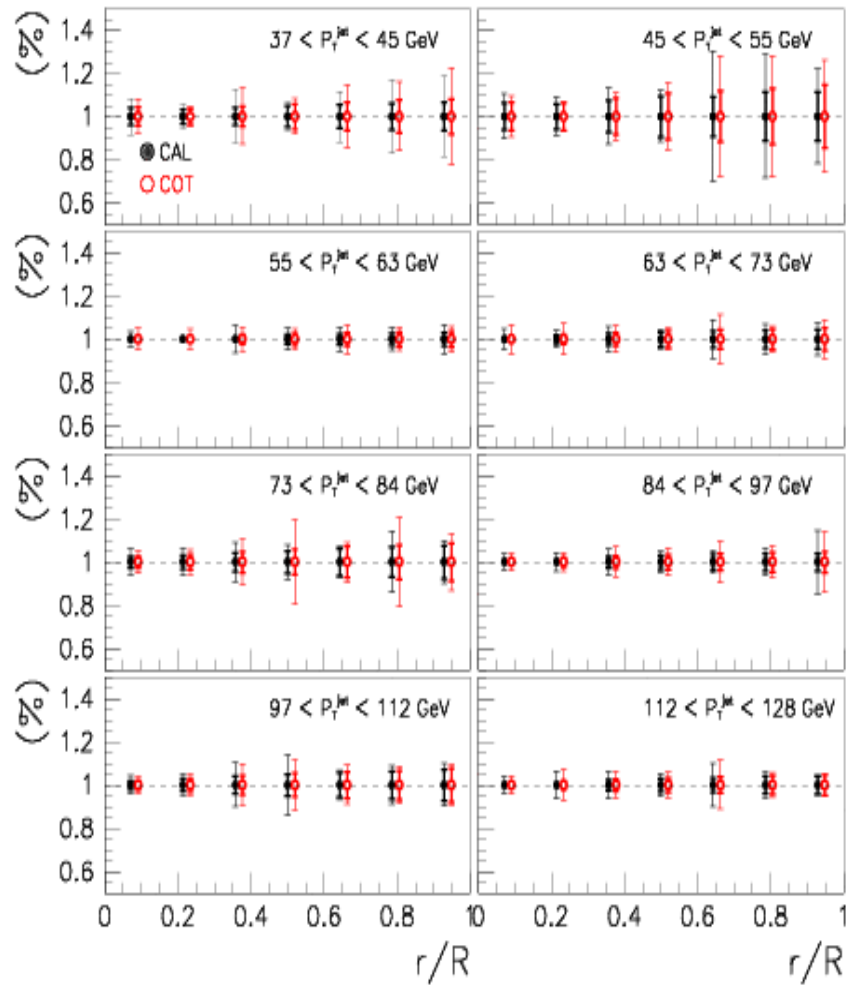 (%)
1.4
1.2
1
0.8
0.6
37 < P_T^jet < 45 GeV
CAL
COT
45 < P_T^jet < 55 GeV
(%)
1.4
1.2
1
0.8
0.6
55 < P_T^jet < 63 GeV
63 < P_T^jet < 73 GeV
(%)
1.4
1.2
1
0.8
0.6
73 < P_T^jet < 84 GeV
84 < P_T^jet < 97 GeV
(%)
1.4
1.2
1
0.8
0.6
97 < P_T^jet < 112 GeV
112 < P_T^jet < 128 GeV
0 0.2 0.4 0.6 0.8 1 0 0.2 0.4 0.6 0.8 1
r/R r/R